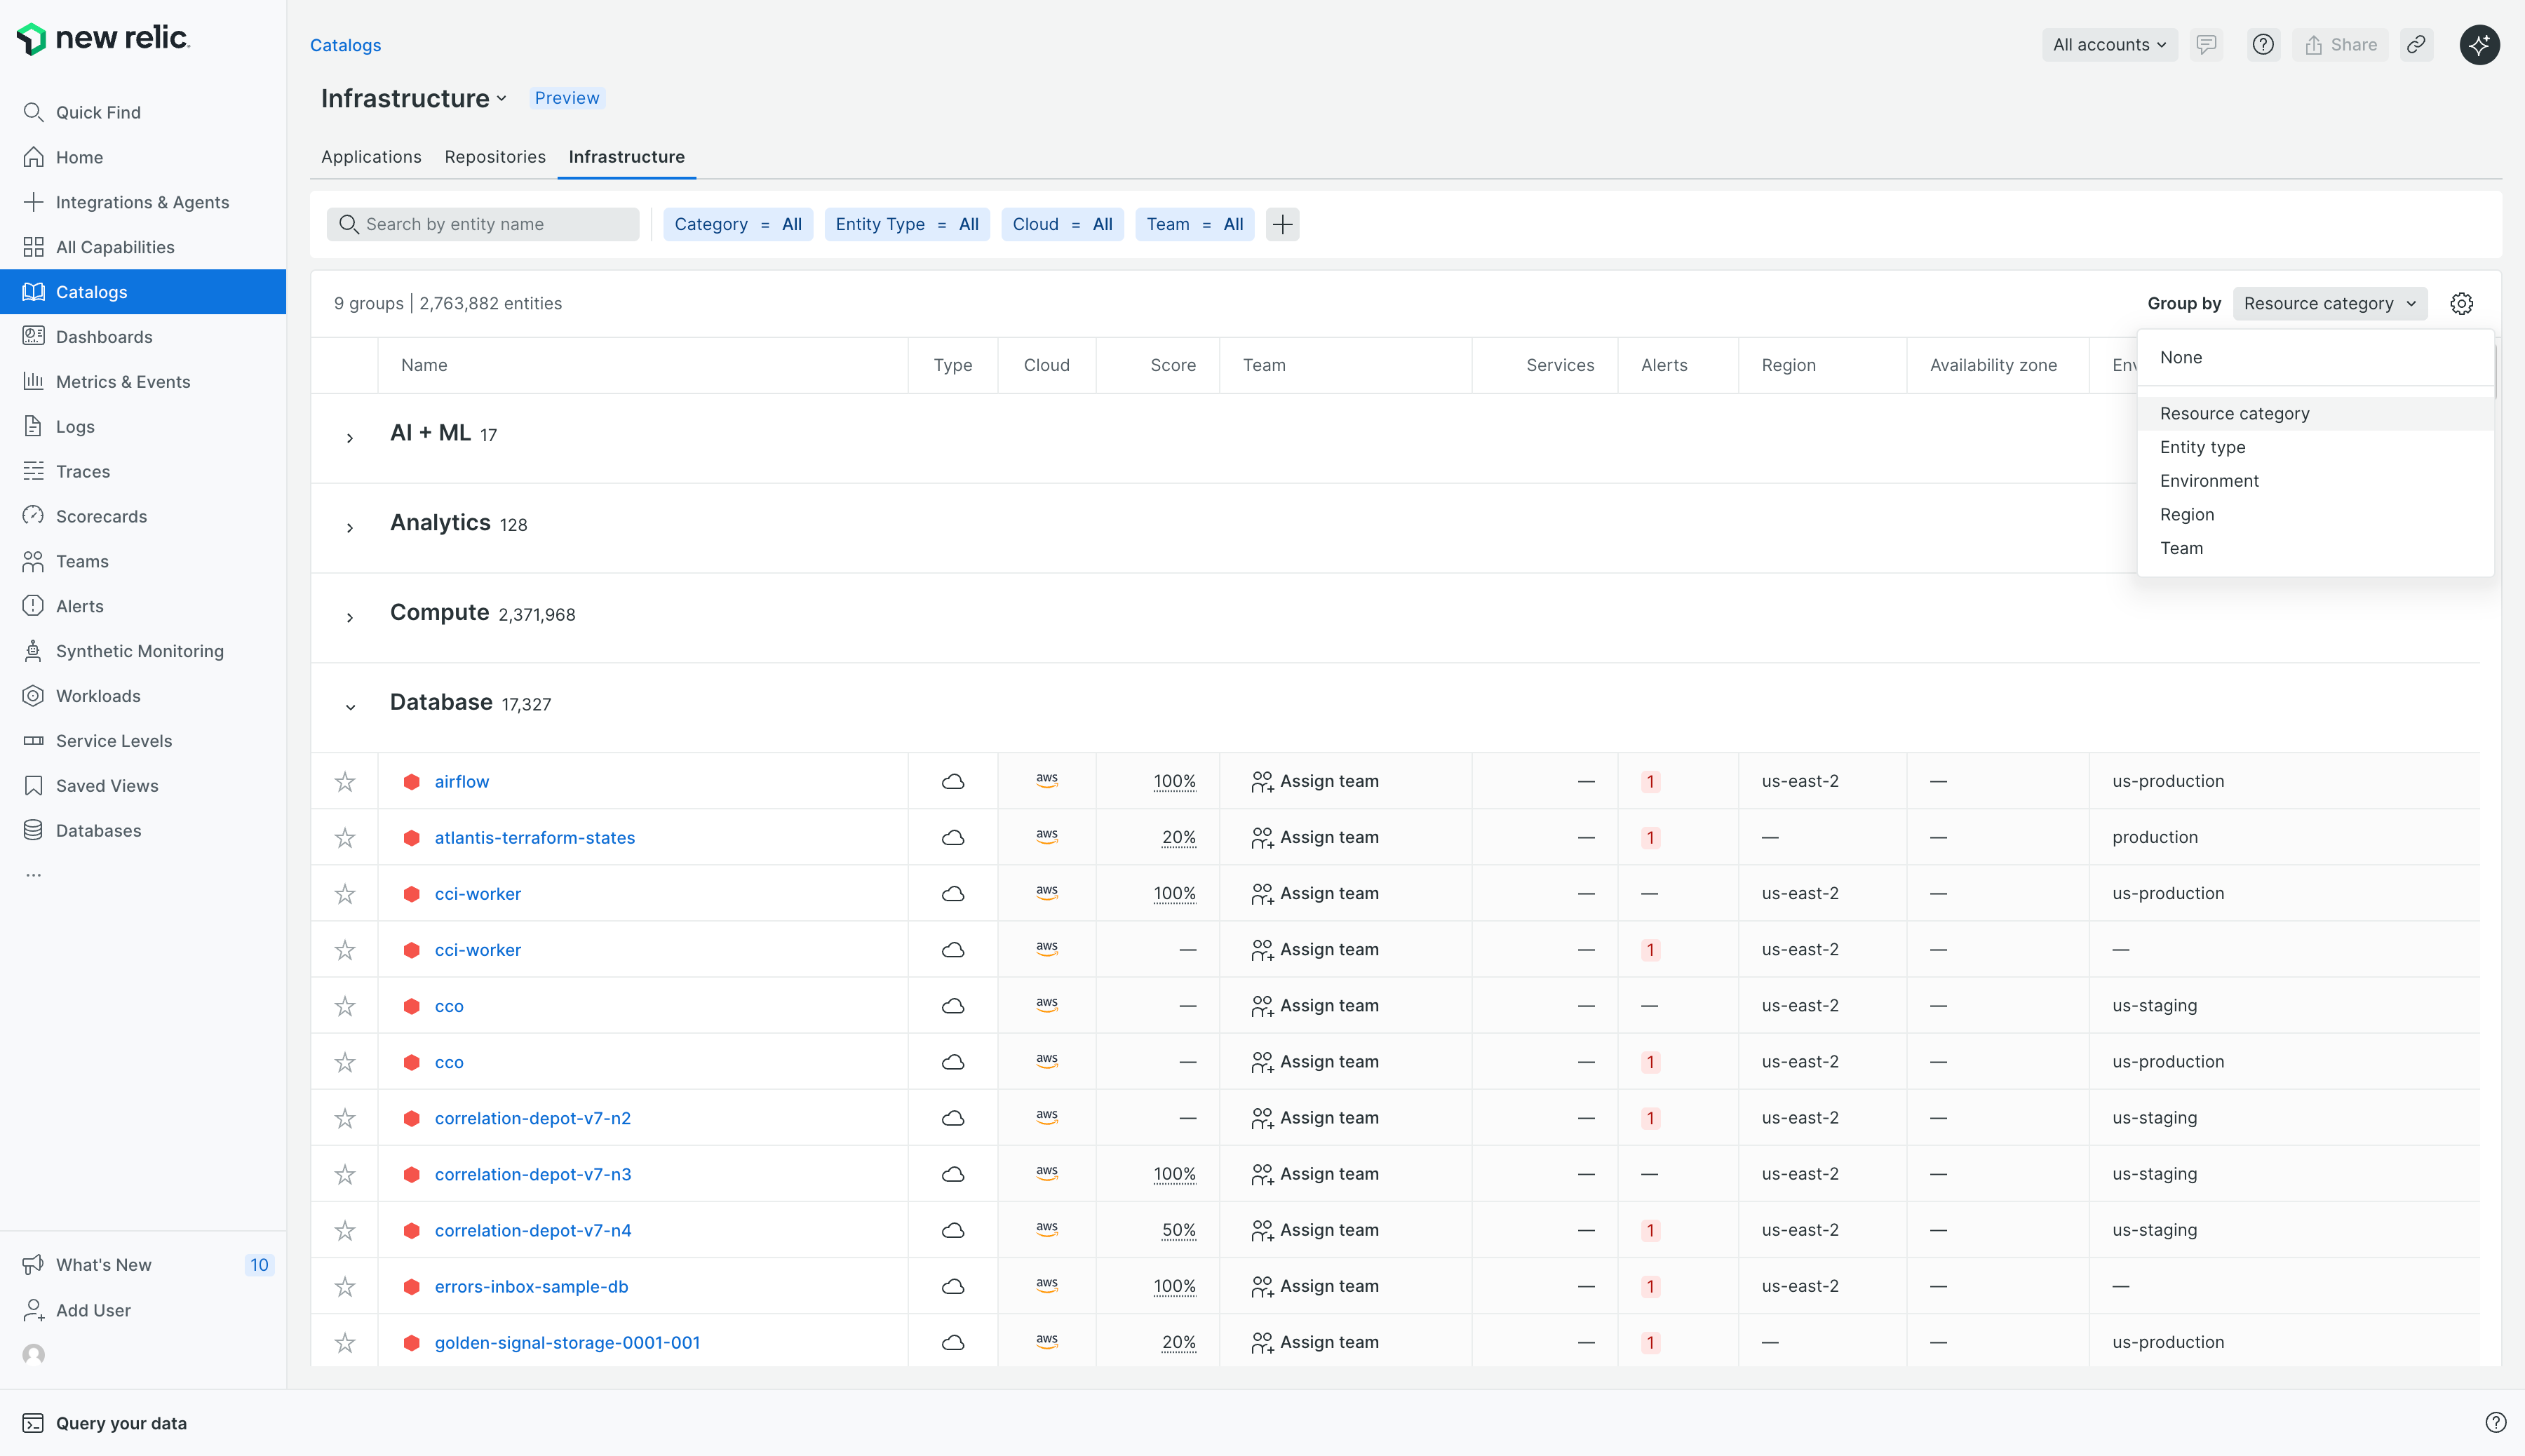 new relic.
Quick Find
Home
Integrations & Agents
All Capabilities
Catalogs
Dashboards
Metrics & Events
Logs
Traces
Scorecards
Teams
Alerts
Synthetic Monitoring
Workloads
Service Levels
Saved Views
Databases
...
What's New 10
Add User
Query your data
Catalogs
All accounts
Share
Infrastructure Preview
Applications Repositories Infrastructure
Search by entity name Category = All Entity Type = All Cloud = All Team = All
9 groups | 2,763,882 entities
Group by Resource category
None
Resource category
Entity type
Environment
Region
Team
Name Type Cloud Score Team Services Alerts Region Availability zone Env
AI + ML 17
Analytics 128
Compute 2,371,968
Database 17,327
airflow aws 100% Assign team — 1 us-east-2 — us-production
atlantis-terraform-states aws 20% Assign team — 1 — — production
cci-worker aws 100% Assign team — — us-east-2 — us-production
cci-worker aws — Assign team — 1 us-east-2 — —
cco aws — Assign team — — us-east-2 — us-staging
cco aws — Assign team — 1 us-east-2 — us-production
correlation-depot-v7-n2 aws — Assign team — 1 us-east-2 — us-staging
correlation-depot-v7-n3 aws 100% Assign team — — us-east-2 — us-staging
correlation-depot-v7-n4 aws 50% Assign team — 1 us-east-2 — us-staging
errors-inbox-sample-db aws 100% Assign team — 1 us-east-2 — —
golden-signal-storage-0001-001 aws 20% Assign team — 1 — — us-production